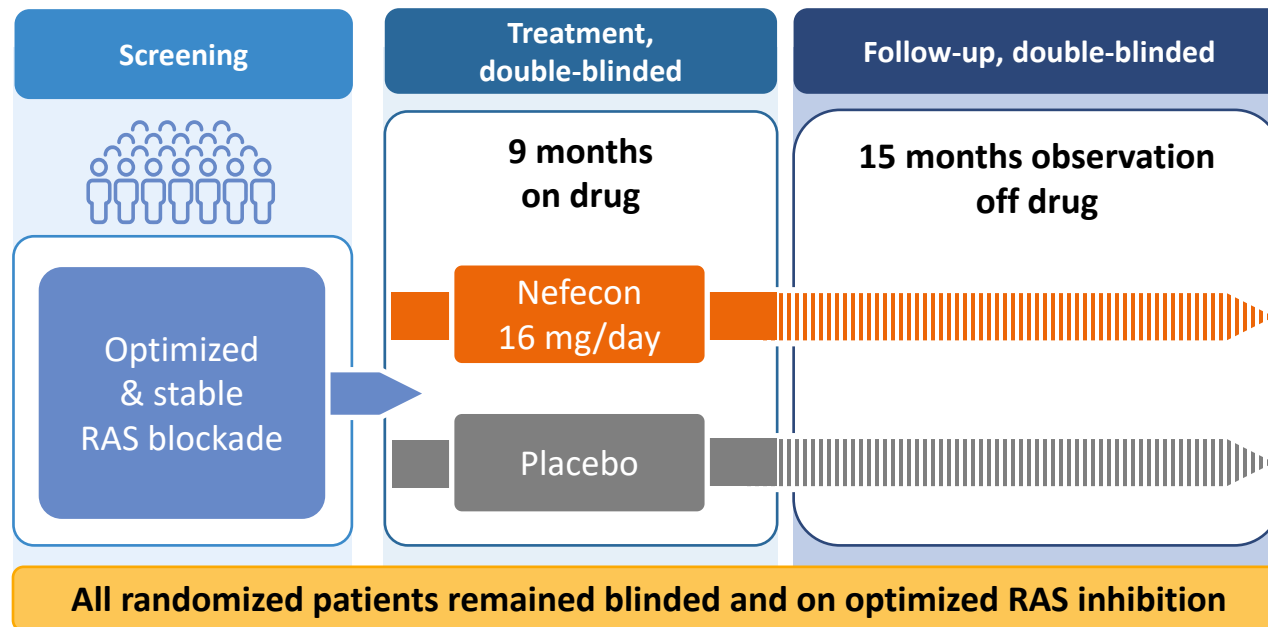 Screening
Treatment,
double-blinded
Follow-up, double-blinded
9 months
on drug
15 months observation
off drug
Optimized
& stable
RAS blockade
Nefecon
16 mg/day
Placebo
All randomized patients remained blinded and on optimized RAS inhibition